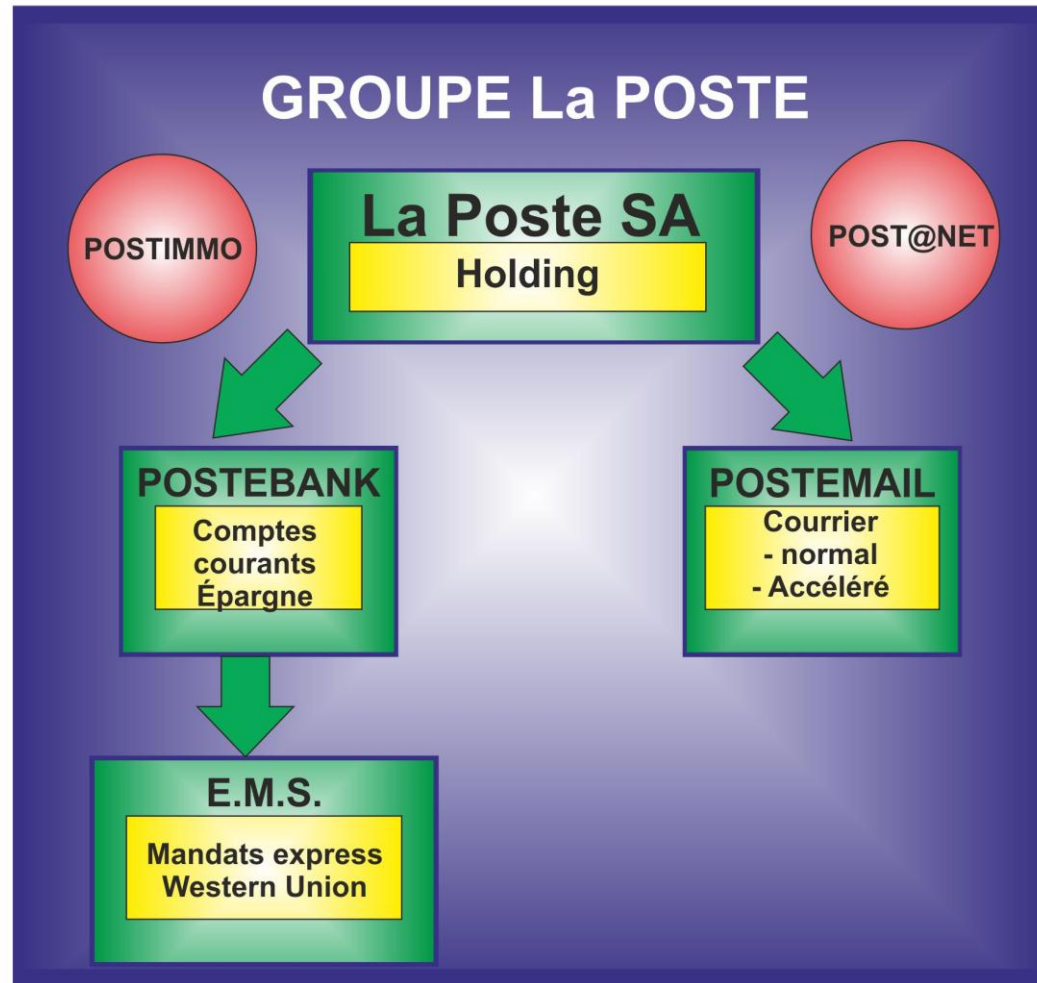 GROUPE La POSTE
POSTIMMO
La Poste SA
Holding
POST@NET
POSTEBANK
Comptes
courants
Épargne
POSTEMAIL
Courrier
- normal
- Accéléré
E.M.S.
Mandats express
Western Union